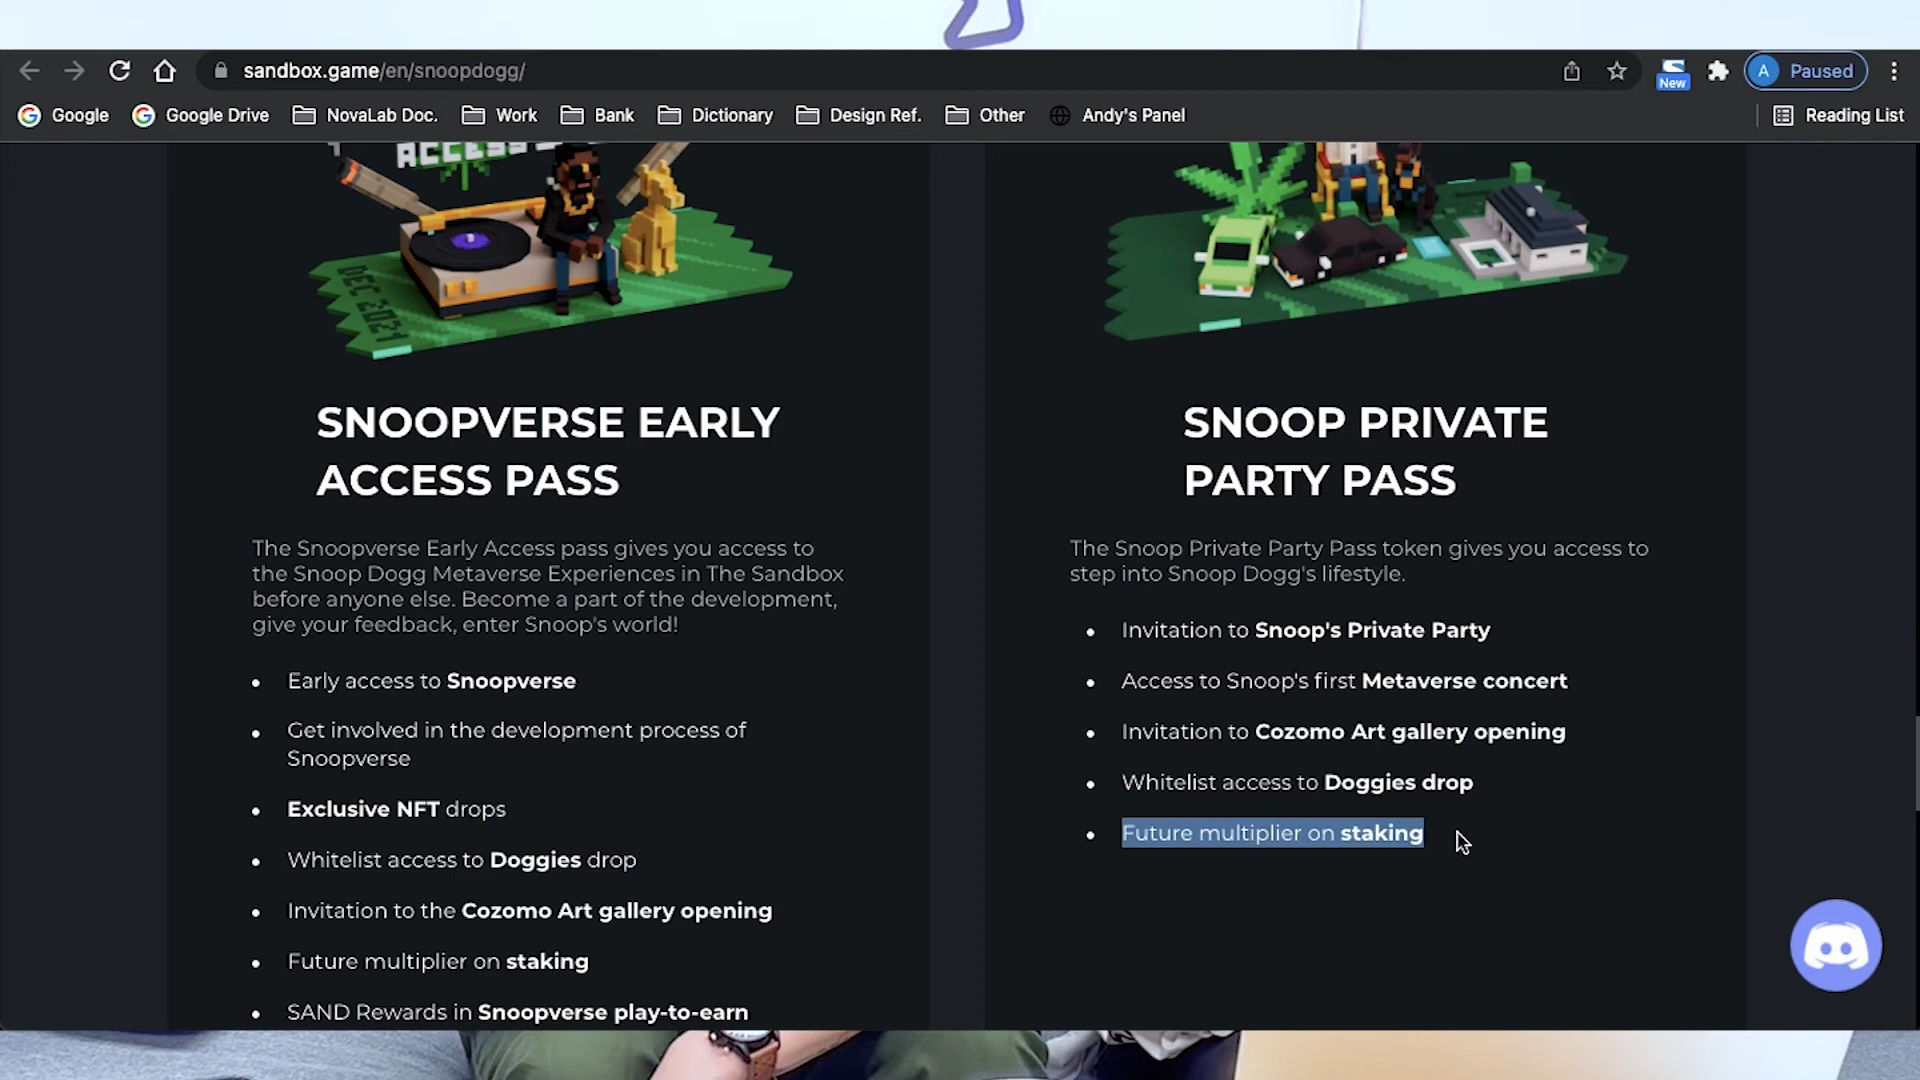 sandbox.game/en/snoopdogg/
New
A Paused
Google
Google Drive
NovaLab Doc.
Work
Bank
Dictionary
Design Ref.
Other
Andy's Panel
Reading List
DEC 2021
SNOOPVERSE EARLY
ACCESS PASS
The Snoopverse Early Access pass gives you access to
the Snoop Dogg Metaverse Experiences in The Sandbox
before anyone else. Become a part of the development,
give your feedback, enter Snoop's world!
• Early access to Snoopverse
• Get involved in the development process of
Snoopverse
• Exclusive NFT drops
• Whitelist access to Doggies drop
• Invitation to the Cozomo Art gallery opening
• Future multiplier on staking
• SAND Rewards in Snoopverse play-to-earn
SNOOP PRIVATE
PARTY PASS
The Snoop Private Party Pass token gives you access to
step into Snoop Dogg's lifestyle.
• Invitation to Snoop's Private Party
• Access to Snoop's first Metaverse concert
• Invitation to Cozomo Art gallery opening
• Whitelist access to Doggies drop
• Future multiplier on staking